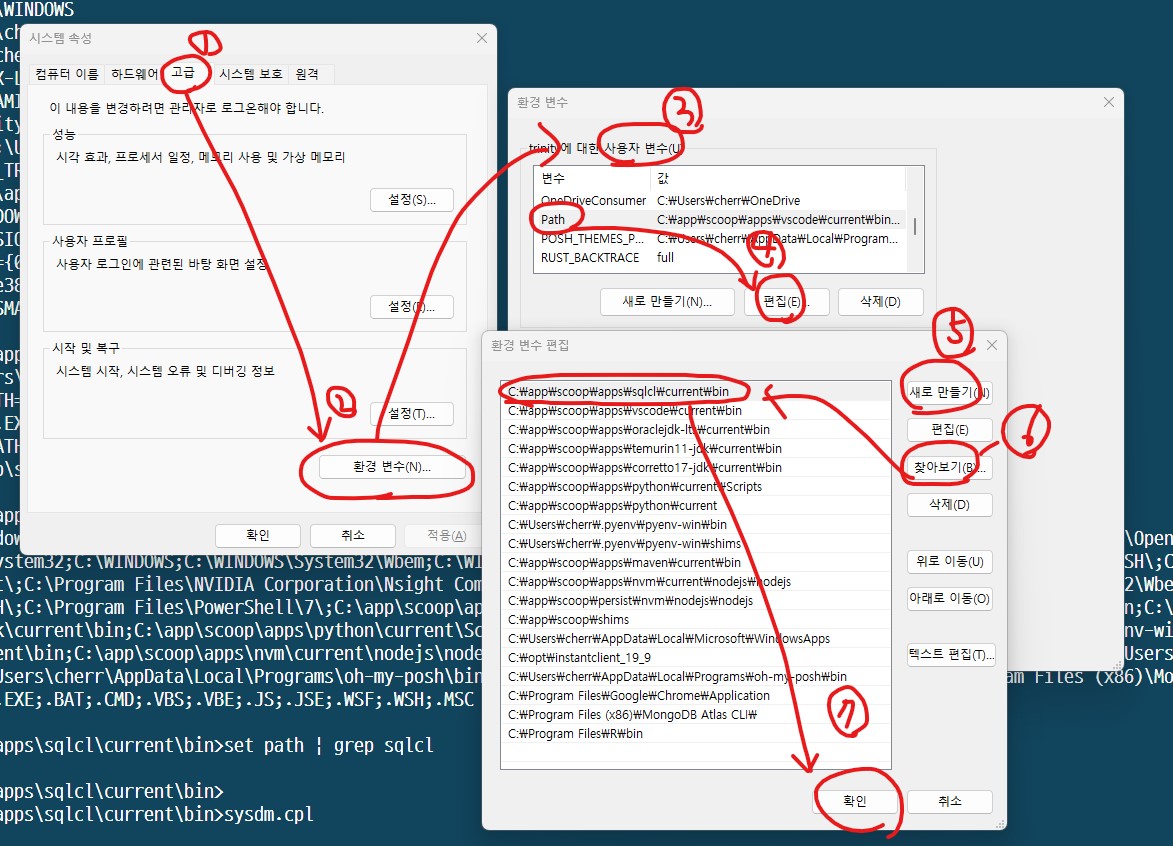 \WINDOWS
시스템 속성
①
컴퓨터 이름 하드웨어 고급 시스템 보호 원격
이 내용을 변경하려면 관리자로 로그온해야 합니다.
성능
시각 효과, 프로세서 일정, 메모리 사용 및 가상 메모리
설정(S)...
사용자 프로필
사용자 로그인에 관련된 바탕 화면 설정
설정(E)...
시작 및 복구
시스템 시작, 시스템 오류 및 디버깅 정보
②
설정(T)...
환경 변수(N)...
확인 취소 적용(A)
환경 변수
③
trinity에 대한 사용자 변수(U)
변수 값
OneDriveConsumer C:\Users\cherr\OneDrive
Path C:\app\scoop\apps\vscode\current\bin...
POSH_THEMES_P... C:\Users\cherr\AppData\Local\Program...
RUST_BACKTRACE full
④
새로 만들기(N)... 편집(E)... 삭제(D)
환경 변수 편집
⑤
C:\app\scoop\apps\sqlcl\current\bin
C:\app\scoop\apps\vscode\current\bin
C:\app\scoop\apps\oraclejdk-lts\current\bin
C:\app\scoop\apps\temurin11-jdk\current\bin
C:\app\scoop\apps\corretto17-jdk\current\bin
C:\app\scoop\apps\python\current\Scripts
C:\app\scoop\apps\python\current
C:\Users\cherr\.pyenv\pyenv-win\bin
C:\Users\cherr\.pyenv\pyenv-win\shims
C:\app\scoop\apps\maven\current\bin
C:\app\scoop\apps\nvm\current\nodejs\nodejs
C:\app\scoop\persist\nvm\nodejs\nodejs
C:\app\scoop\shims
C:\Users\cherr\AppData\Local\Microsoft\WindowsApps
C:\opt\instantclient_19_9
C:\Users\cherr\AppData\Local\Programs\oh-my-posh\bin
C:\Program Files\Google\Chrome\Application
C:\Program Files (x86)\MongoDB Atlas CLI\
C:\Program Files\R\bin
새로 만들기(N)
편집(E)
찾아보기(B)...
삭제(D)
위로 이동(U)
아래로 이동(O)
텍스트 편집(T)...
⑦
확인 취소
\Open
ystem32;C:\WINDOWS;C:\WINDOWS\System32\Wbem;C:\WI
SH\;C
t\;C:\Program Files\NVIDIA Corporation\Nsight Com
2\Wbe
H\;C:\Program Files\PowerShell\7\;C:\app\scoop\ap
n;C:\
k\current\bin;C:\app\scoop\apps\python\current\Sc
nv-wi
ent\bin;C:\app\scoop\apps\nvm\current\nodejs\node
Users
Users\cherr\AppData\Local\Programs\oh-my-posh\bin
am Files (x86)\Mo
.EXE;.BAT;.CMD;.VBS;.VBE;.JS;.JSE;.WSF;.WSH;.MSC
apps\sqlcl\current\bin>set path | grep sqlcl
apps\sqlcl\current\bin>
apps\sqlcl\current\bin>sysdm.cpl